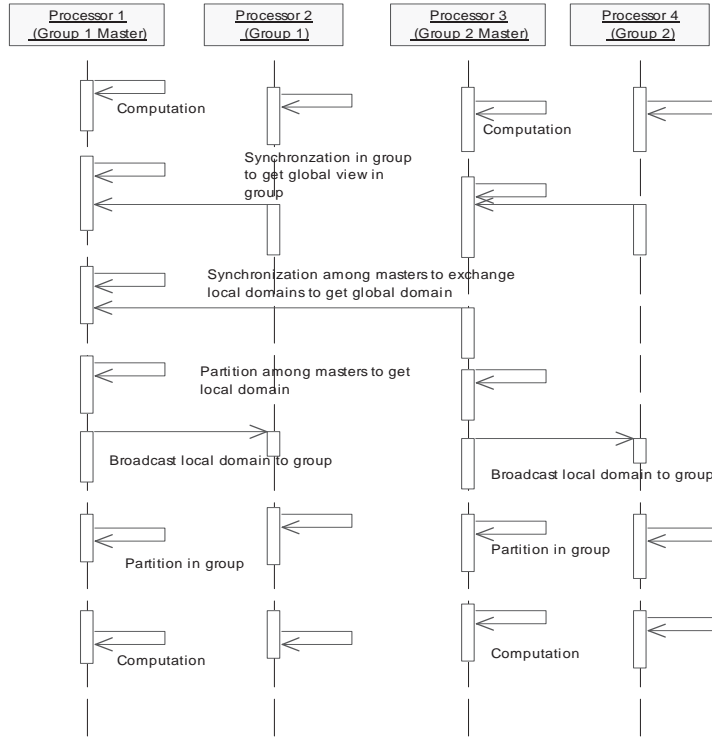 Processor 1
(Group 1 Master)
Processor 2
(Group 1)
Processor 3
(Group 2 Master)
Processor 4
(Group 2)
Computation
Computation
Synchronzation in group
to get global view in
group
Synchronization among masters to exchange
local domains to get global domain
Partition among masters to get
local domain
Broadcast local domain to group
Broadcast local domain to group
Partition in group
Partition in group
Computation
Computation